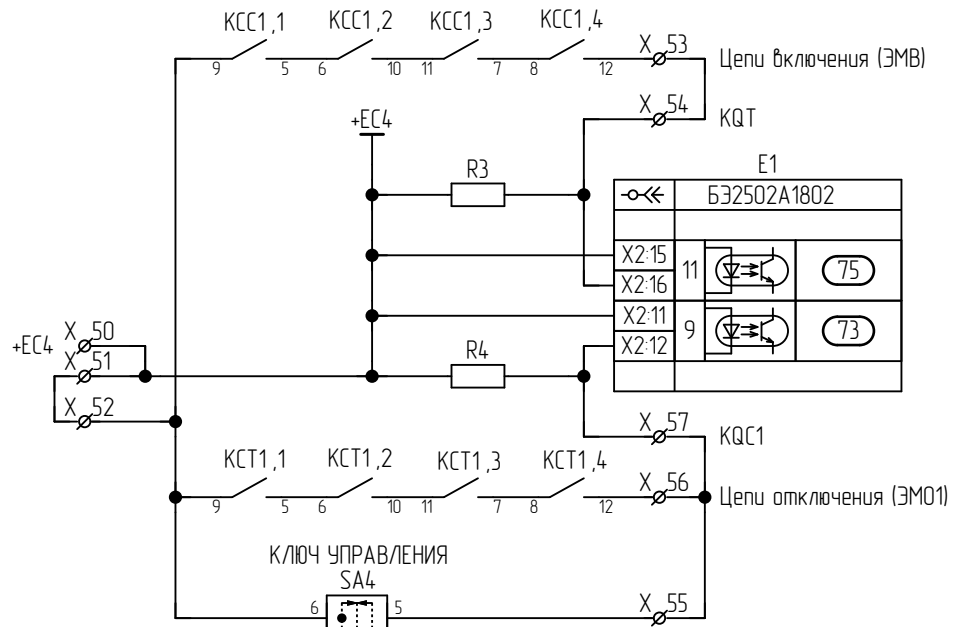 КСС1,1 КСС1,2 КСС1,3 КСС1,4 X 53
9 5 6 10 11 7 8 12 Цепи включения (ЭМВ)
X 54
+ЕС4 KQT
R3 E1
БЭ2502А1802
X2:15 11 75
X2:16
X2:11 9 73
X2:12
X 50
+ЕС4 X 51 R4
X 52
X 57 KQC1
КСТ1,1 КСТ1,2 КСТ1,3 КСТ1,4 X 56
9 5 6 10 11 7 8 12 Цепи отключения (ЭМО1)
КЛЮЧ УПРАВЛЕНИЯ
SA4
6 5 X 55